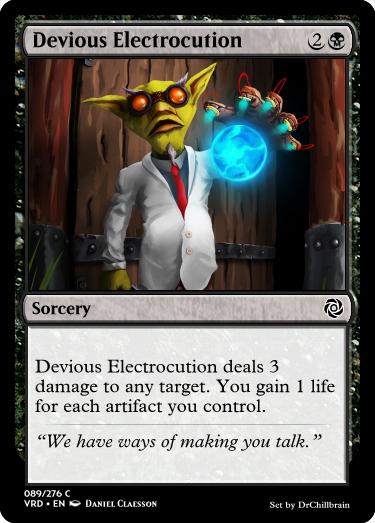 Devious Electrocution 2
Sorcery
Devious Electrocution deals 3
damage to any target. You gain 1 life
for each artifact you control.
“We have ways of making you talk.”
089/276 C
VRD • EN DANIEL CLAESSON
Set by DrChillbrain